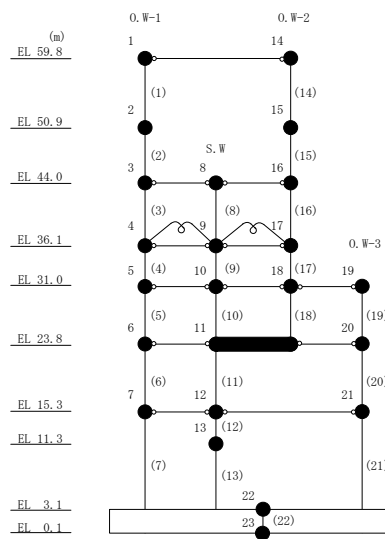 O.W-1 O.W-2
(m)
EL 59.8 1 14
(1) (14)
EL 50.9 2 15
(2) S.W (15)
EL 44.0 3 8 16
(3) (8) (16)
EL 36.1 4 9 17 O.W-3
EL 31.0 5 (4) 10 (9) 18 (17) 19
(5) (10) (18) (19)
EL 23.8 6 11 20
(6) (11) (20)
EL 15.3 7 12 21
(12)
EL 11.3 13
(7) (13) (21)
EL 3.1 22
EL 0.1 23 (22)